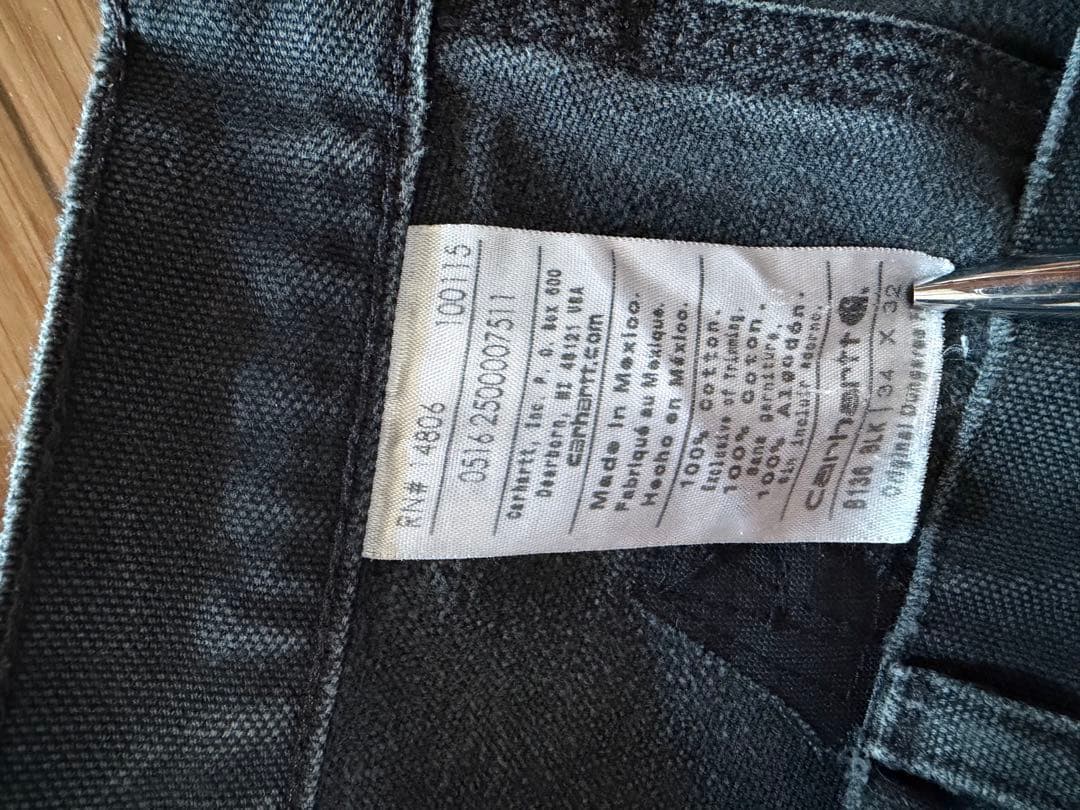 carhartt
B136 BLK | 34 X 32
Original Dungaree
100% Cotton.
Exclusive of Trimming.
100% Coton.
Sans garniture.
100% Algodón.
Sin incluir adorno.
Made in Mexico.
Fabriqué au Mexique.
Hecho en México.
Carhartt, Inc P. O. Box 600
Dearborn, MI 48121 USA
carhartt.com
0516 2500007511
RN# 14806 100115